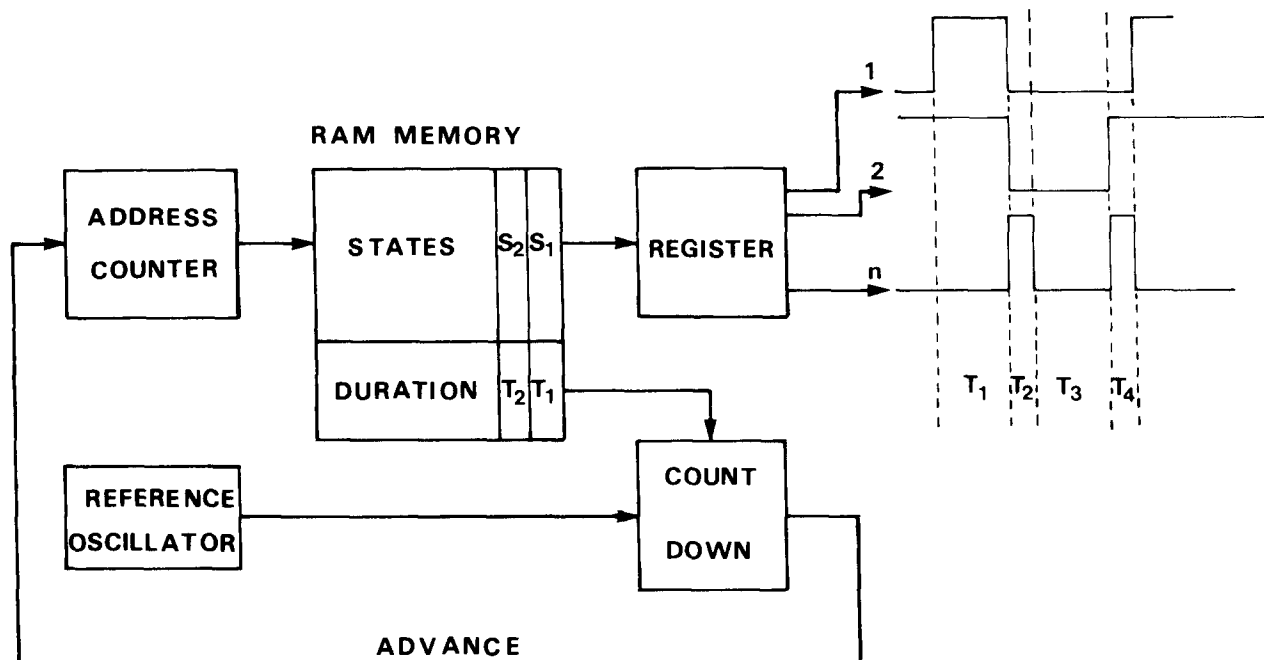 RAM MEMORY
ADDRESS
COUNTER
STATES
S2
S1
DURATION
T2
T1
REGISTER
1
2
n
T1
T2
T3
T4
REFERENCE
OSCILLATOR
COUNT
DOWN
ADVANCE